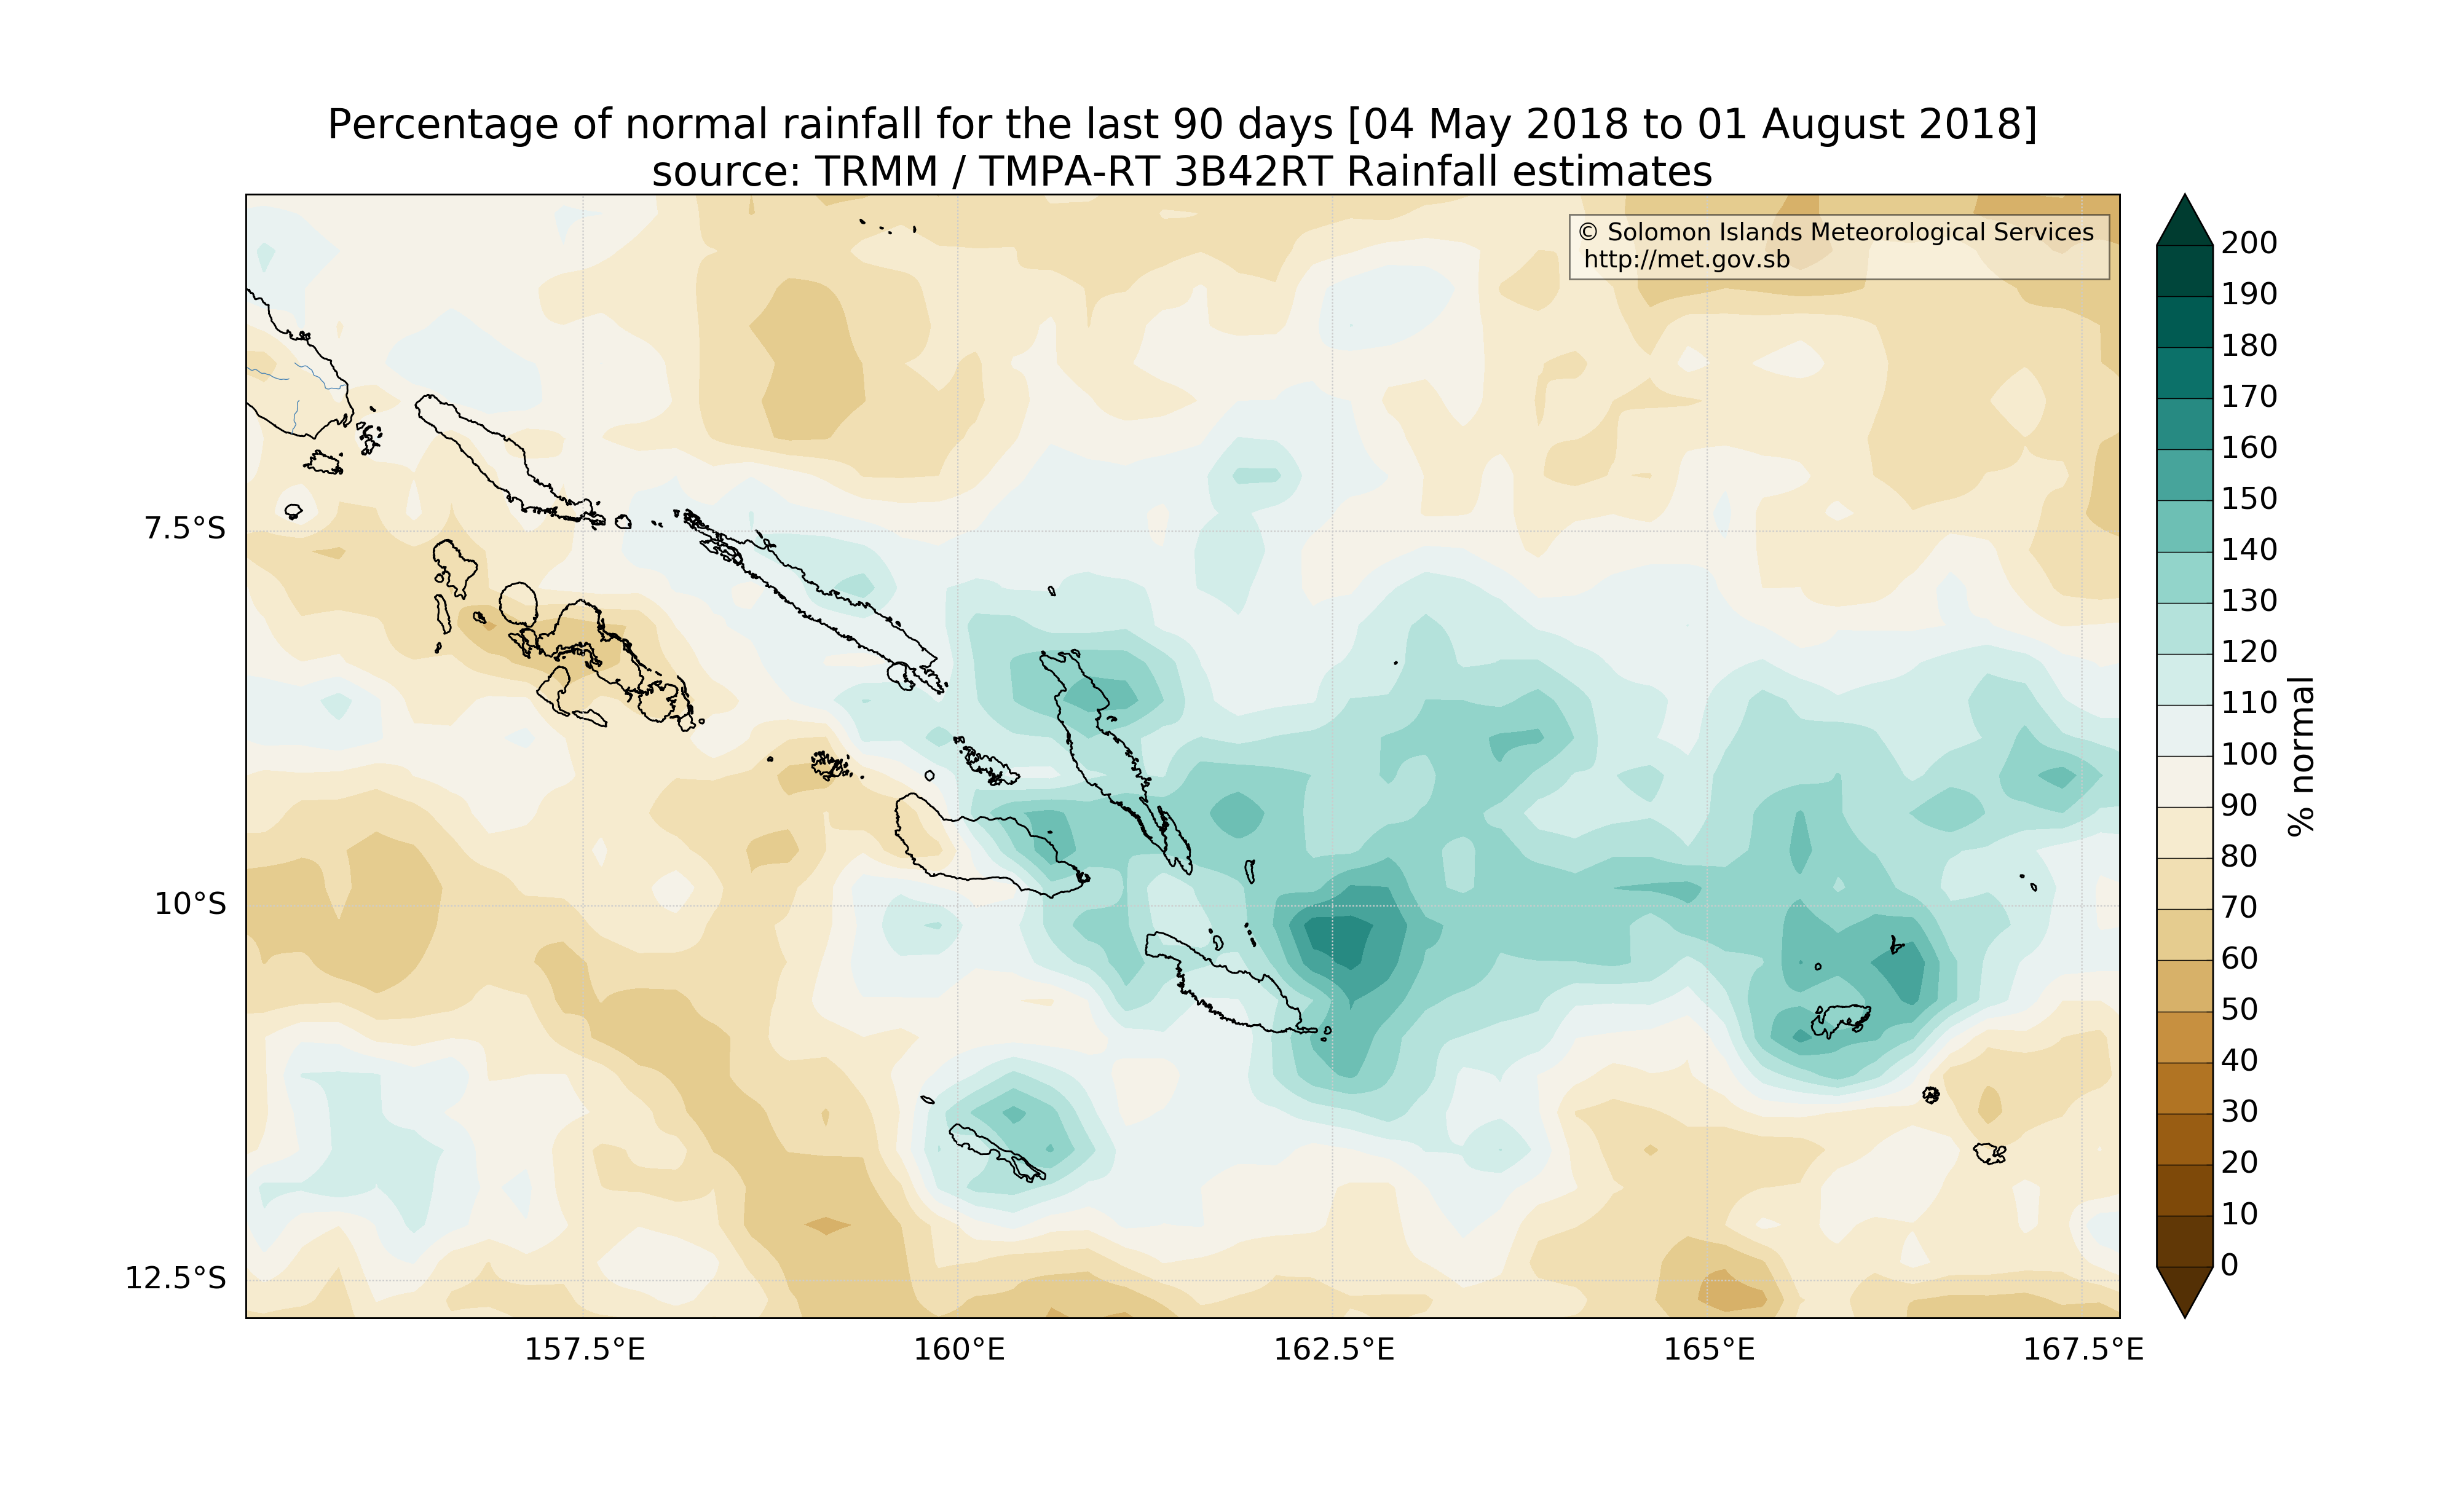 Percentage of normal rainfall for the last 90 days [04 May 2018 to 01 August 2018]
source: TRMM / TMPA-RT 3B42RT Rainfall estimates
© Solomon Islands Meteorological Services
http://met.gov.sb
7.5°S
10°S
12.5°S
157.5°E
160°E
162.5°E
165°E
167.5°E
200
190
180
170
160
150
140
130
120
110
100
90
80
70
60
50
40
30
20
10
0
% normal